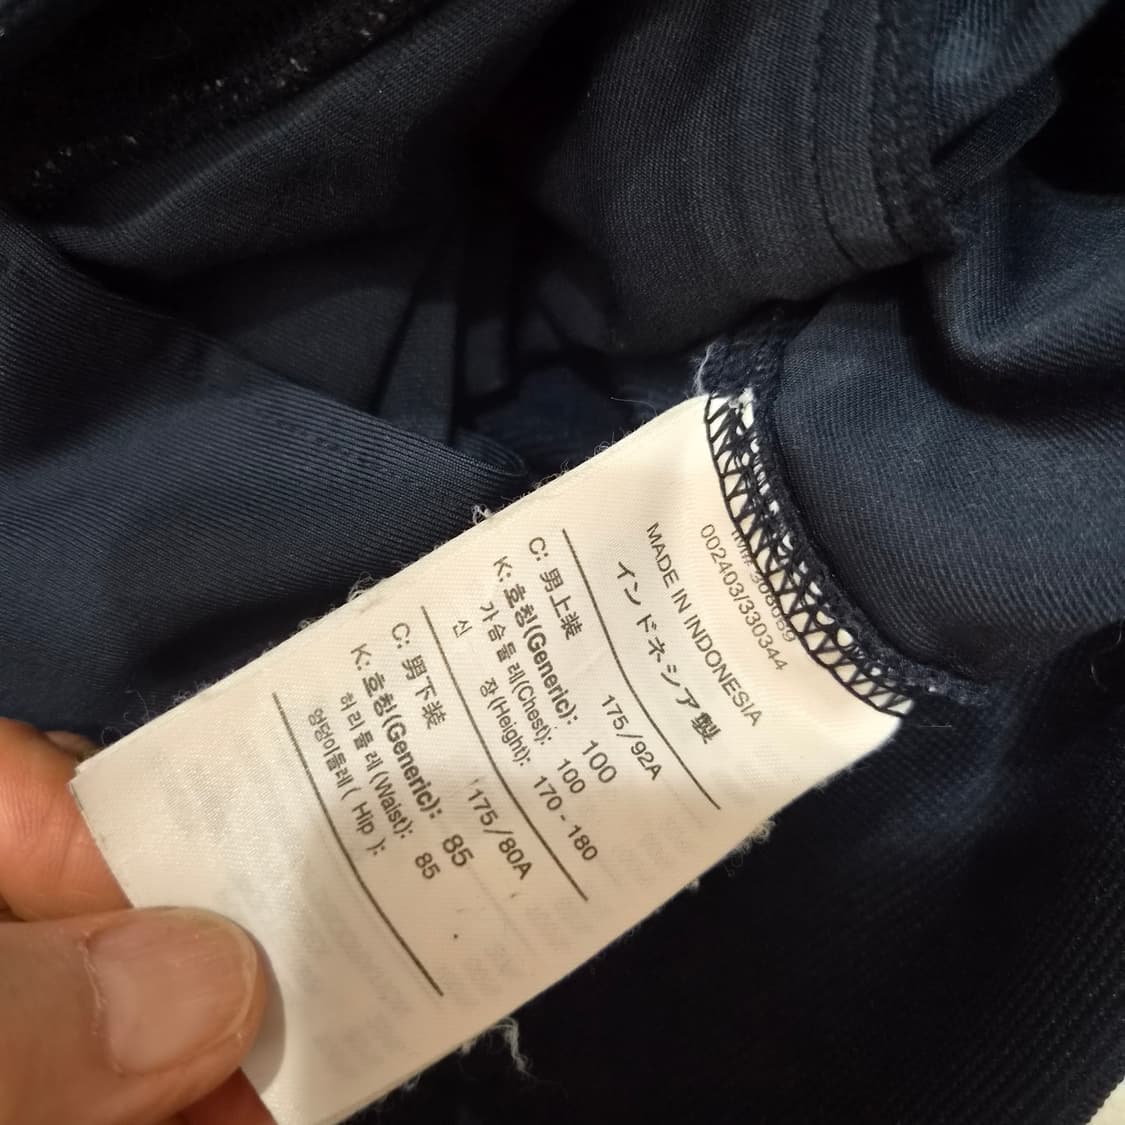 002403/330344
MADE IN INDONESIA
インドネシア製
C: 男上装 175/92A
K: 호칭(Generic): 100
가슴둘레(Chest): 100
신 장(Height): 170-180
C: 男下装 175/80A
K: 호칭(Generic): 85
허리둘레(Waist): 85
엉덩이둘레( Hip ):